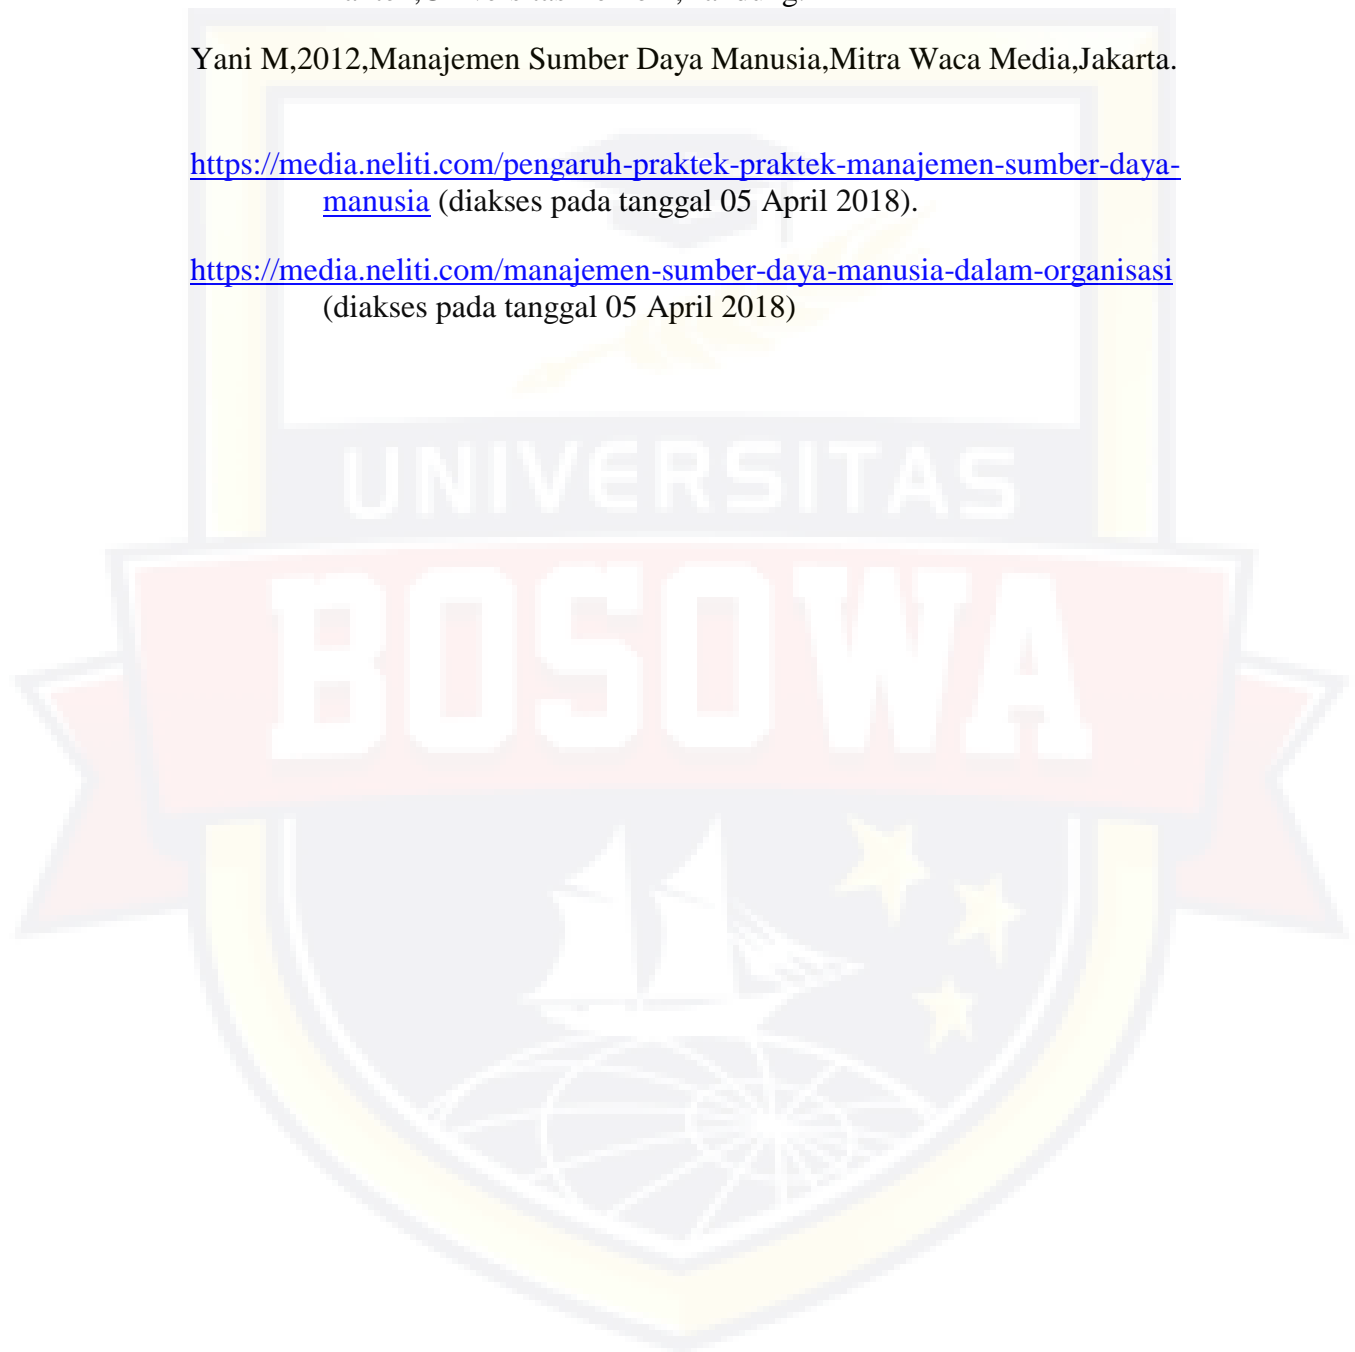 Yani M,2012,Manajemen Sumber Daya Manusia,Mitra Waca Media,Jakarta.
https://media.neliti.com/pengaruh-praktek-praktek-manajemen-sumber-daya-
manusia (diakses pada tanggal 05 April 2018).
https://media.neliti.com/manajemen-sumber-daya-manusia-dalam-organisasi
(diakses pada tanggal 05 April 2018)
UNIVERSITAS
BOSOWA